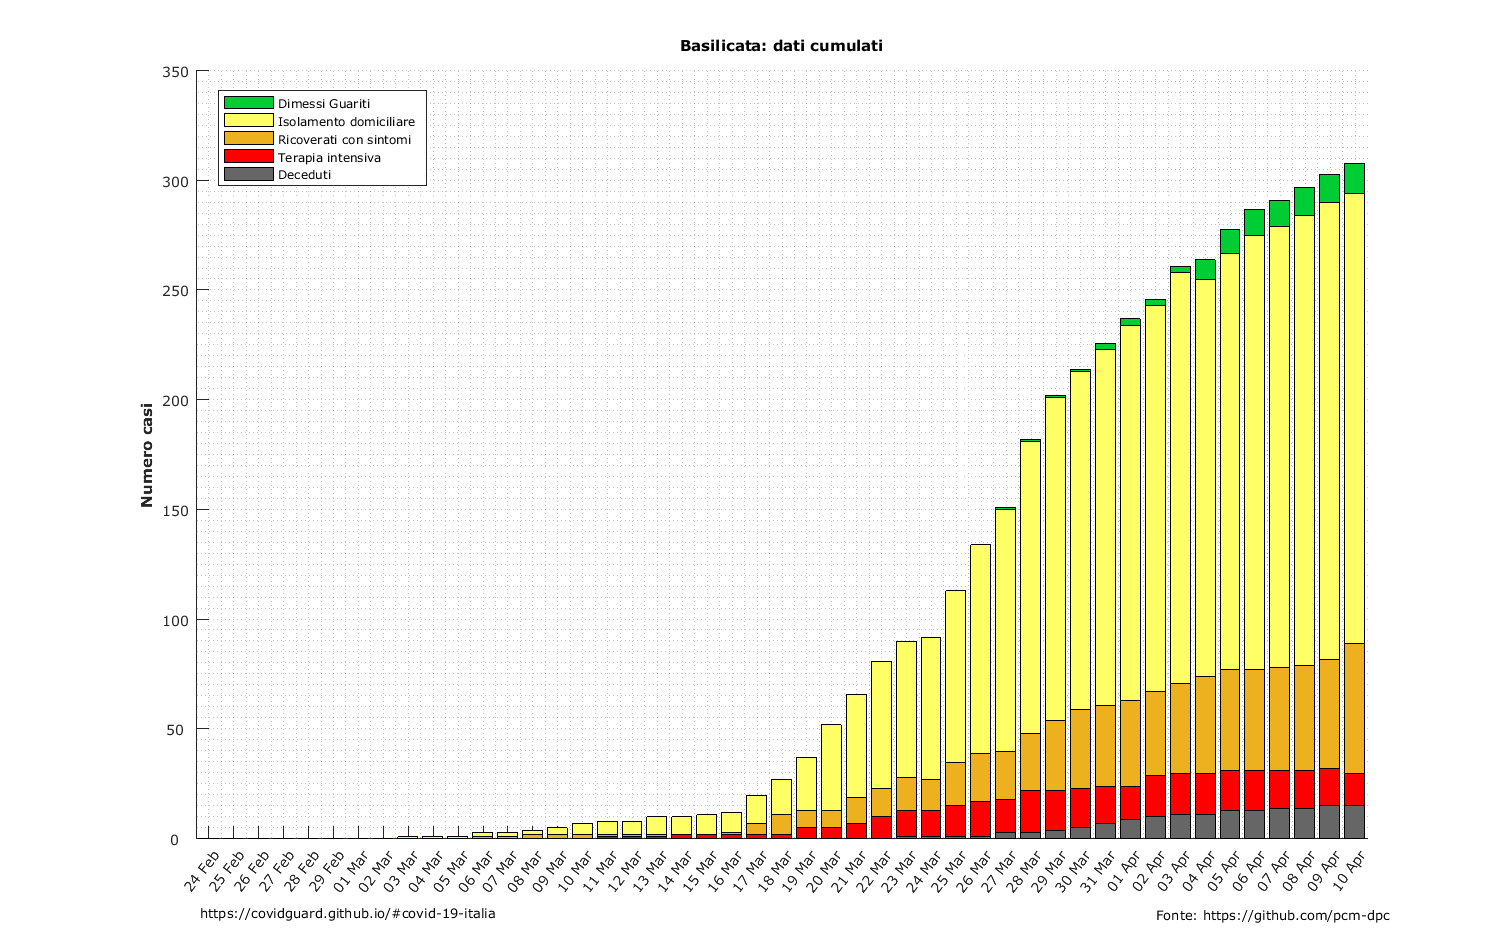 Basilicata: dati cumulati
Numero casi
350
300
250
200
150
100
50
0
Dimessi Guariti
Isolamento domiciliare
Ricoverati con sintomi
Terapia intensiva
Deceduti
24 Feb
25 Feb
26 Feb
27 Feb
28 Feb
29 Feb
01 Mar
02 Mar
03 Mar
04 Mar
05 Mar
06 Mar
07 Mar
08 Mar
09 Mar
10 Mar
11 Mar
12 Mar
13 Mar
14 Mar
15 Mar
16 Mar
17 Mar
18 Mar
19 Mar
20 Mar
21 Mar
22 Mar
23 Mar
24 Mar
25 Mar
26 Mar
27 Mar
28 Mar
29 Mar
30 Mar
31 Mar
01 Apr
02 Apr
03 Apr
04 Apr
05 Apr
06 Apr
07 Apr
08 Apr
09 Apr
10 Apr
https://covidguard.github.io/#covid-19-italia
Fonte: https://github.com/pcm-dpc